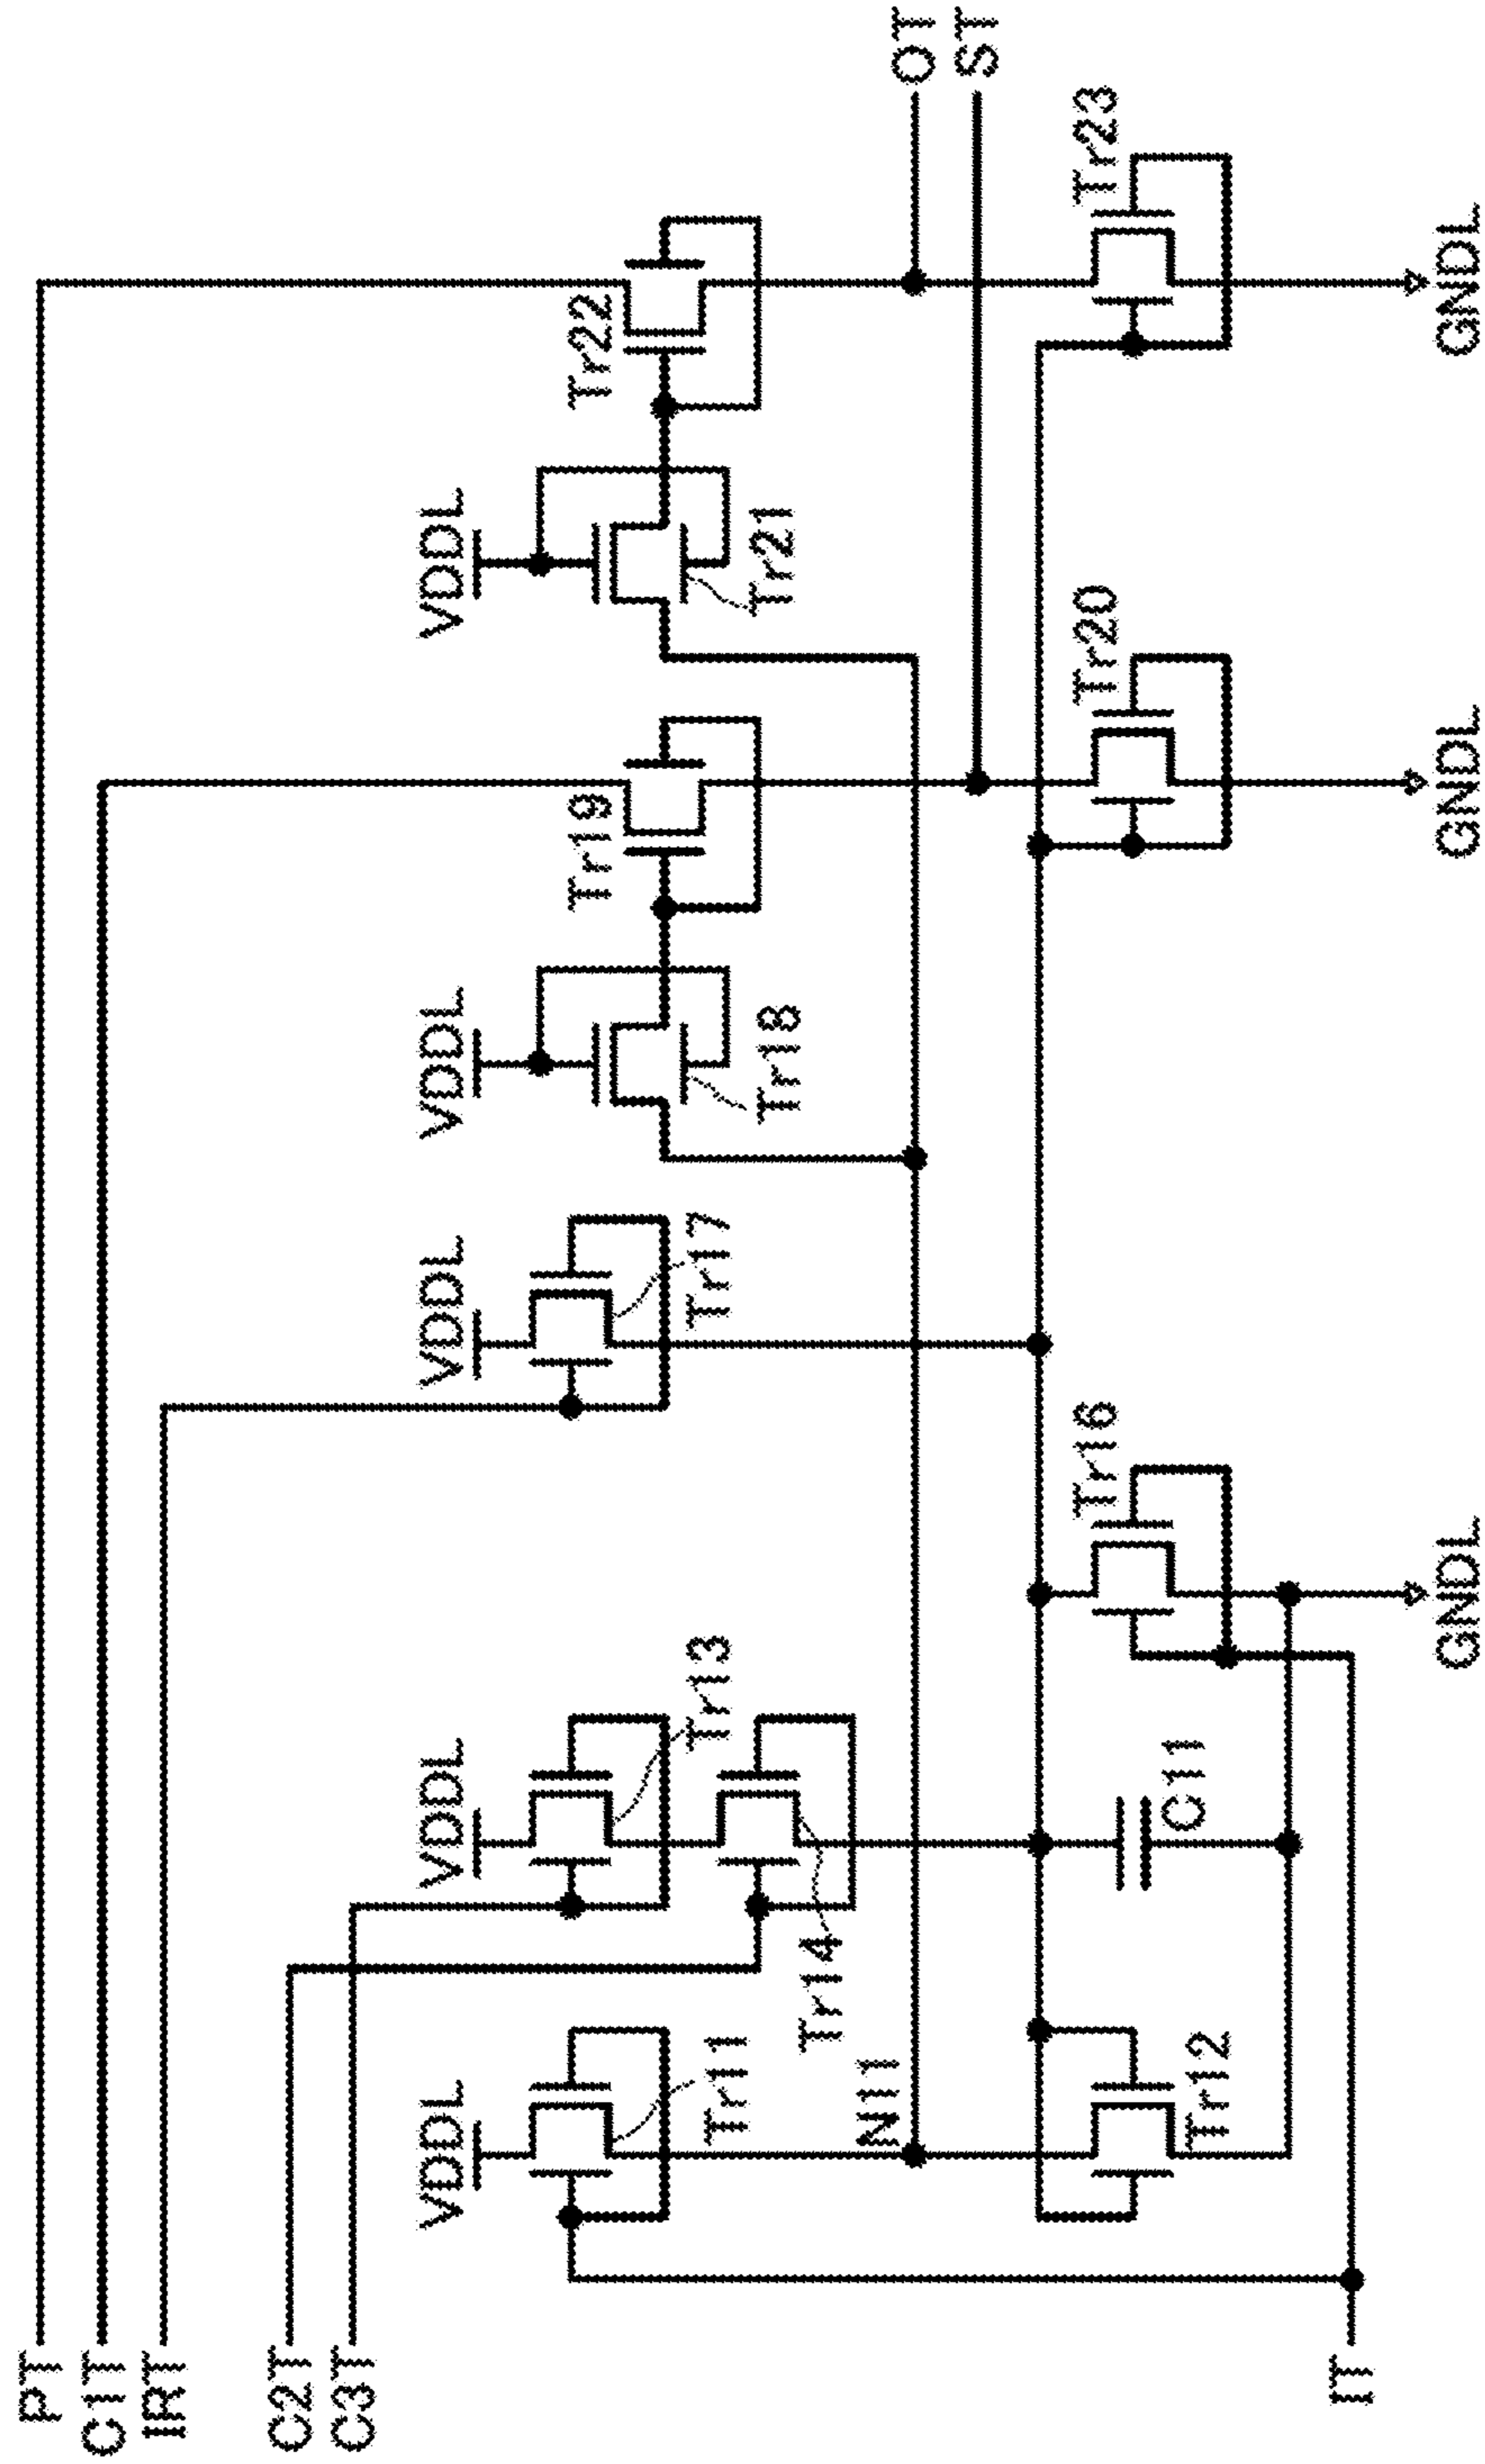 PT
C1T
IRT
C2T
C3T
VDDL
VDDL
VDDL
VDDL
VDDL
Tr19
Tr22
Tr11
Tr13
Tr17
Tr18
Tr21
Tr14
N11
OT
ST
Tr16
Tr20
Tr23
Tr12
C11
IT
GNDL
GNDL
GNDL